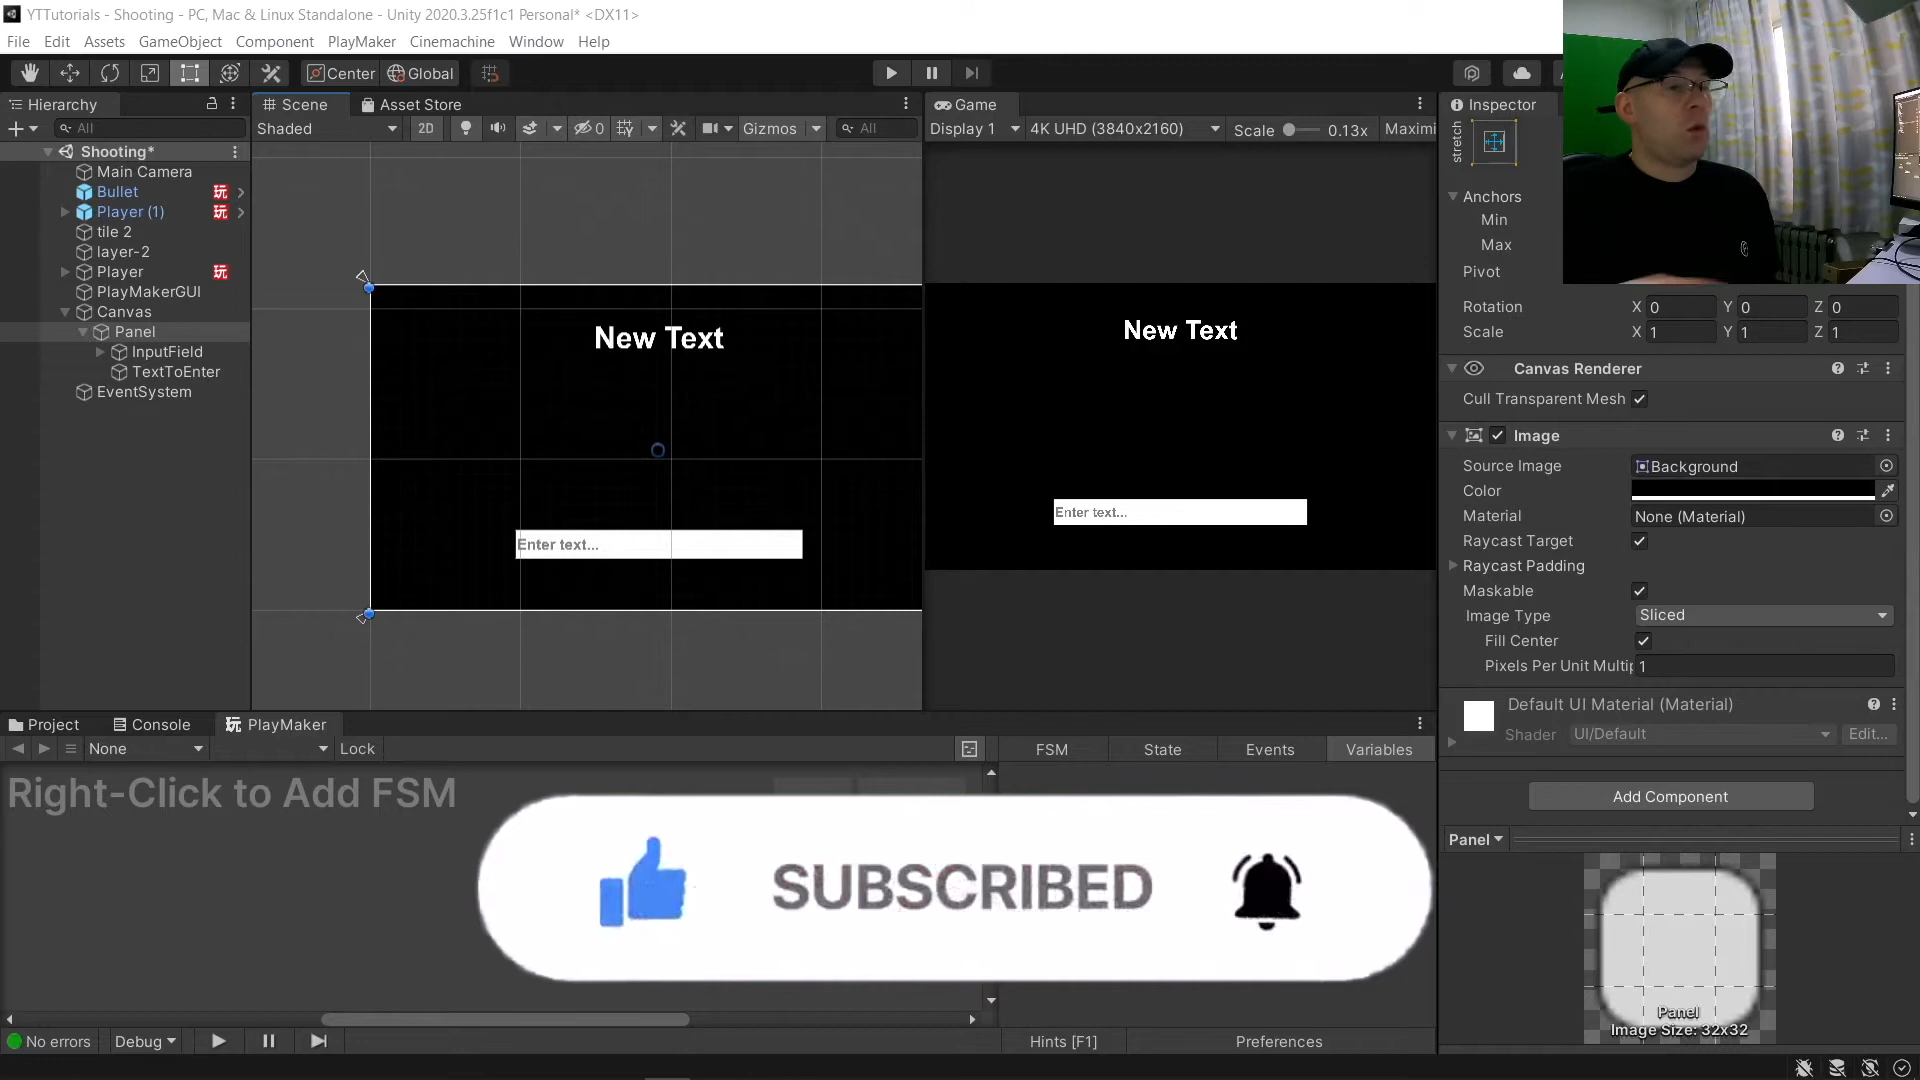 YTTutorials - Shooting - PC, Mac & Linux Standalone - Unity 2020.3.25f1c1 Personal* <DX11>
File Edit Assets GameObject Component PlayMaker Cinemachine Window Help
Center Global
Hierarchy
All
Shooting*
Main Camera
Bullet 玩
Player (1) 玩
tile 2
layer-2
Player 玩
PlayMakerGUI
Canvas
Panel
InputField
TextToEnter
EventSystem
Scene Asset Store
Shaded 2D 0 Gizmos All
New Text
Enter text...
Game
Display 1 4K UHD (3840x2160) Scale 0.13x Maximi
New Text
Enter text...
Inspector
stretch
Anchors
Min
Max
Pivot
Rotation X 0 Y 0 Z 0
Scale X 1 Y 1 Z 1
Canvas Renderer
Cull Transparent Mesh
Image
Source Image Background
Color
Material None (Material)
Raycast Target
Raycast Padding
Maskable
Image Type Sliced
Fill Center
Pixels Per Unit Multip 1
Default UI Material (Material)
Shader UI/Default Edit...
Add Component
Panel
Panel
Image Size: 32x32
Project Console 玩 PlayMaker
None Lock
FSM State Events Variables
Right-Click to Add FSM
SUBSCRIBED
No errors Debug Hints [F1] Preferences